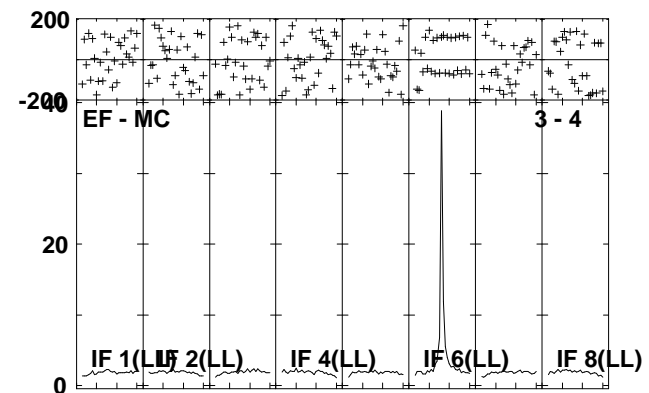 200
-200
40
EF - MC 3 - 4
20
IF 1(LL) IF 2(LL) IF 4(LL) IF 6(LL) IF 8(LL)
0